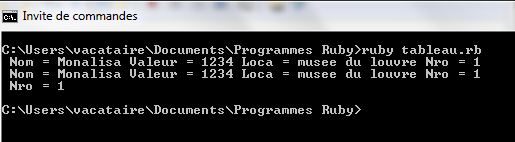 Invite de commandes
C:\Users\vacataire\Documents\Programmes Ruby>ruby tableau.rb
Nom = Monalisa Valeur = 1234 Loca = musee du louvre Nro = 1
Nom = Monalisa Valeur = 1234 Loca = musee du louvre Nro = 1
Nro = 1
C:\Users\vacataire\Documents\Programmes Ruby>